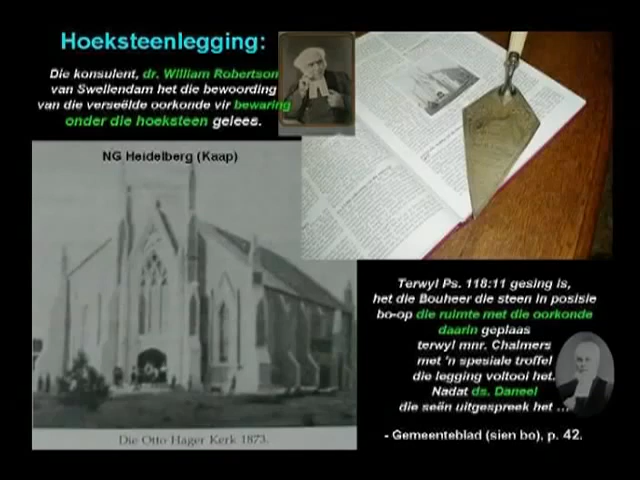 Hoeksteenlegging:
Die konsulent, dr. William Robertson
van Swellendam het die bewoording
van die verseëlde oorkonde vir bewaring
onder die hoeksteen gelees.
NG Heidelberg (Kaap)
Die Otto Hager Kerk 1873.
Terwyl Ps. 118:11 gesing is,
het die Bouheer die steen in posisie
bo-op die ruimte met die oorkonde
daarin geplaas
terwyl mnr. Chalmers
met 'n spesiale troffel
die legging voltooi het.
Nadat ds. Daneel
die seën uitgespreek het ...
- Gemeenteblad (sien bo), p. 42.